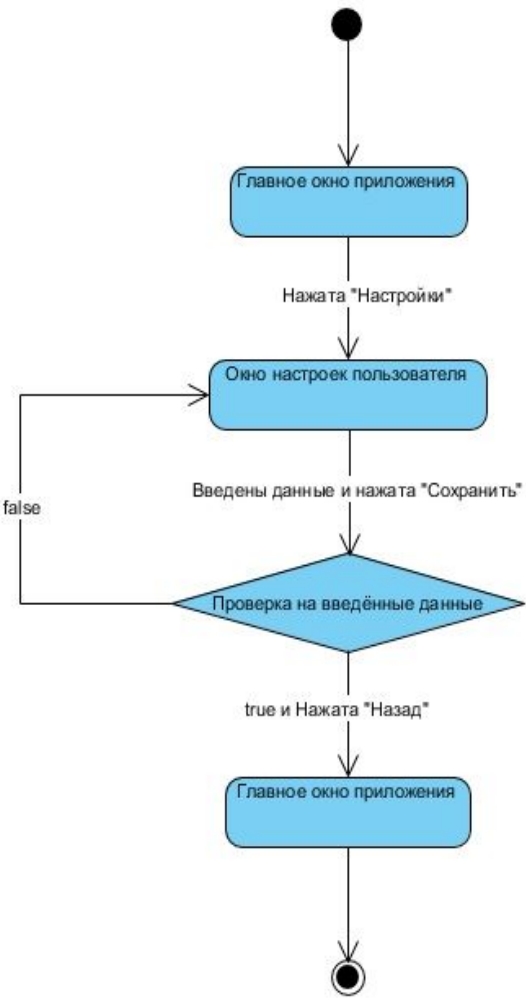 Главное окно приложения
Нажата "Настройки"
Окно настроек пользователя
Введены данные и нажата "Сохранить"
false
Проверка на введённые данные
true и Нажата "Назад"
Главное окно приложения